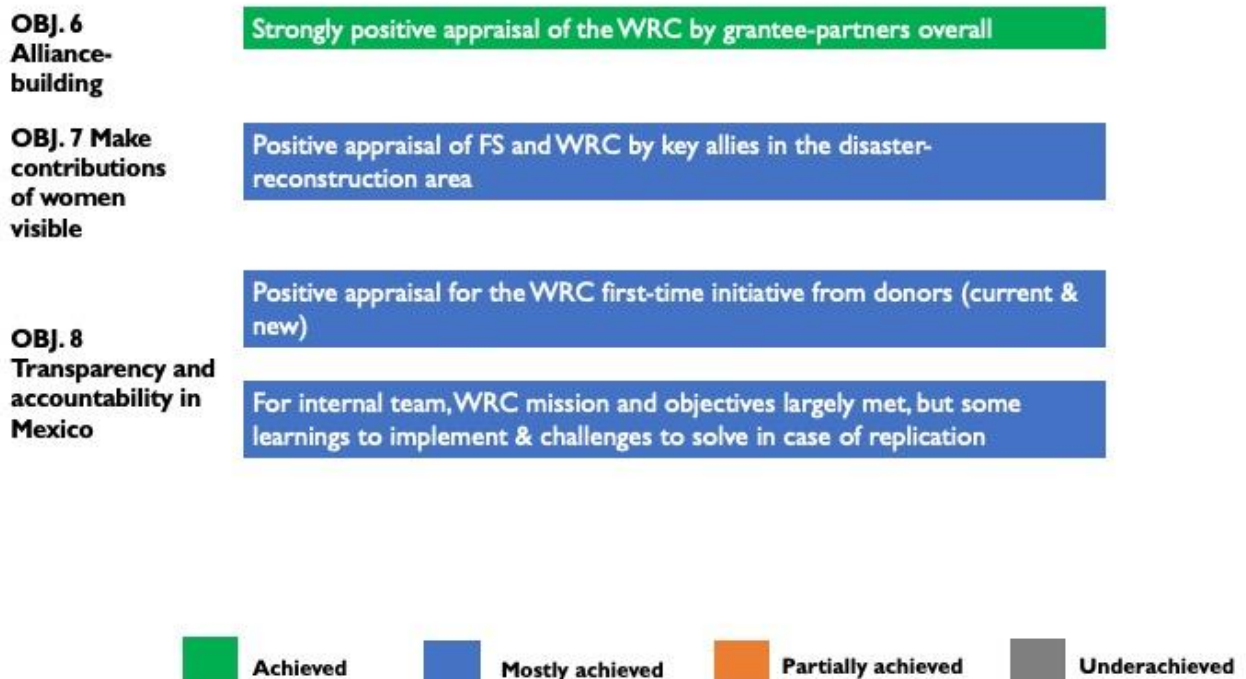 OBJ. 6
Alliance-
building
Strongly positive appraisal of the WRC by grantee-partners overall
OBJ. 7 Make
contributions
of women
visible
Positive appraisal of FS and WRC by key allies in the disaster-
reconstruction area
OBJ. 8
Transparency and
accountability in
Mexico
Positive appraisal for the WRC first-time initiative from donors (current &
new)
For internal team, WRC mission and objectives largely met, but some
learnings to implement & challenges to solve in case of replication
Achieved
Mostly achieved
Partially achieved
Underachieved